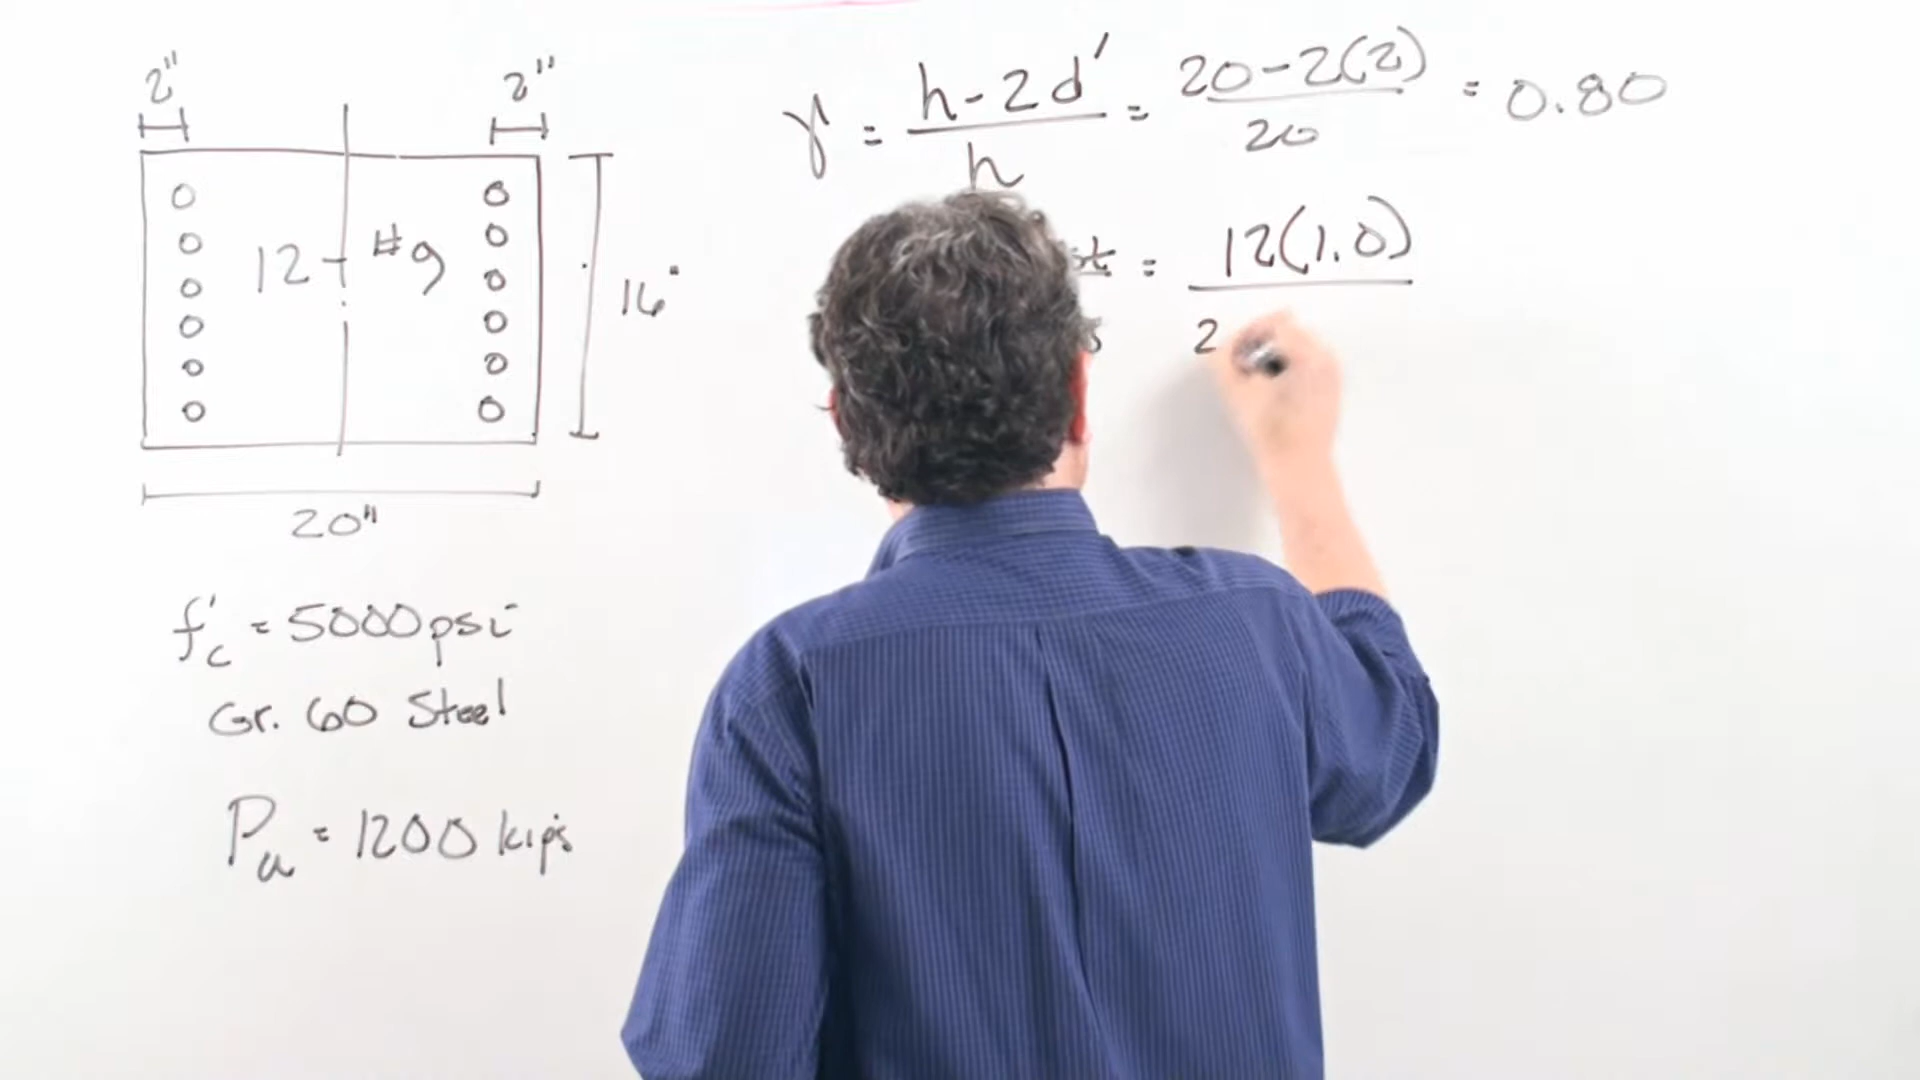 2" 2"
12 - #9
16"
20"
f'c = 5000 psi
Gr. 60 Steel
Pu = 1200 kips
γ = h - 2d' / h = 20 - 2(2) / 20 = 0.80
= 12(1.0) / 2